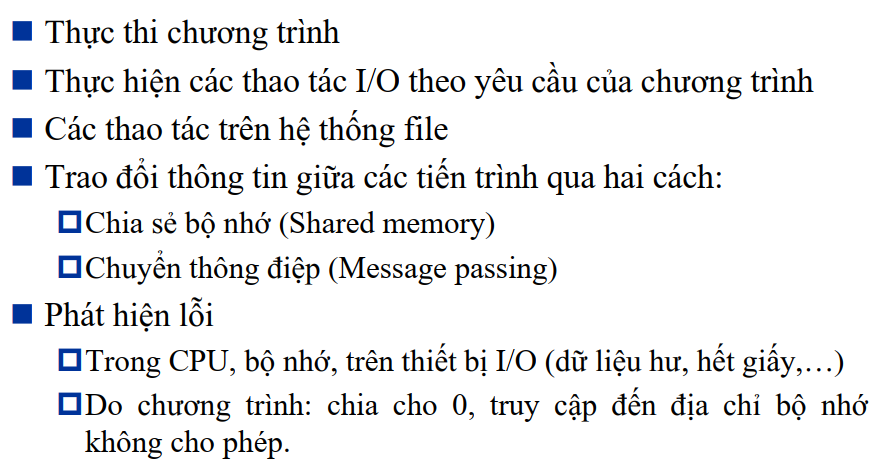 Thực thi chương trình
Thực hiện các thao tác I/O theo yêu cầu của chương trình
Các thao tác trên hệ thống file
Trao đổi thông tin giữa các tiến trình qua hai cách:
Chia sẻ bộ nhớ (Shared memory)
Chuyển thông điệp (Message passing)
Phát hiện lỗi
Trong CPU, bộ nhớ, trên thiết bị I/O (dữ liệu hư, hết giấy,…)
Do chương trình: chia cho 0, truy cập đến địa chỉ bộ nhớ
không cho phép.